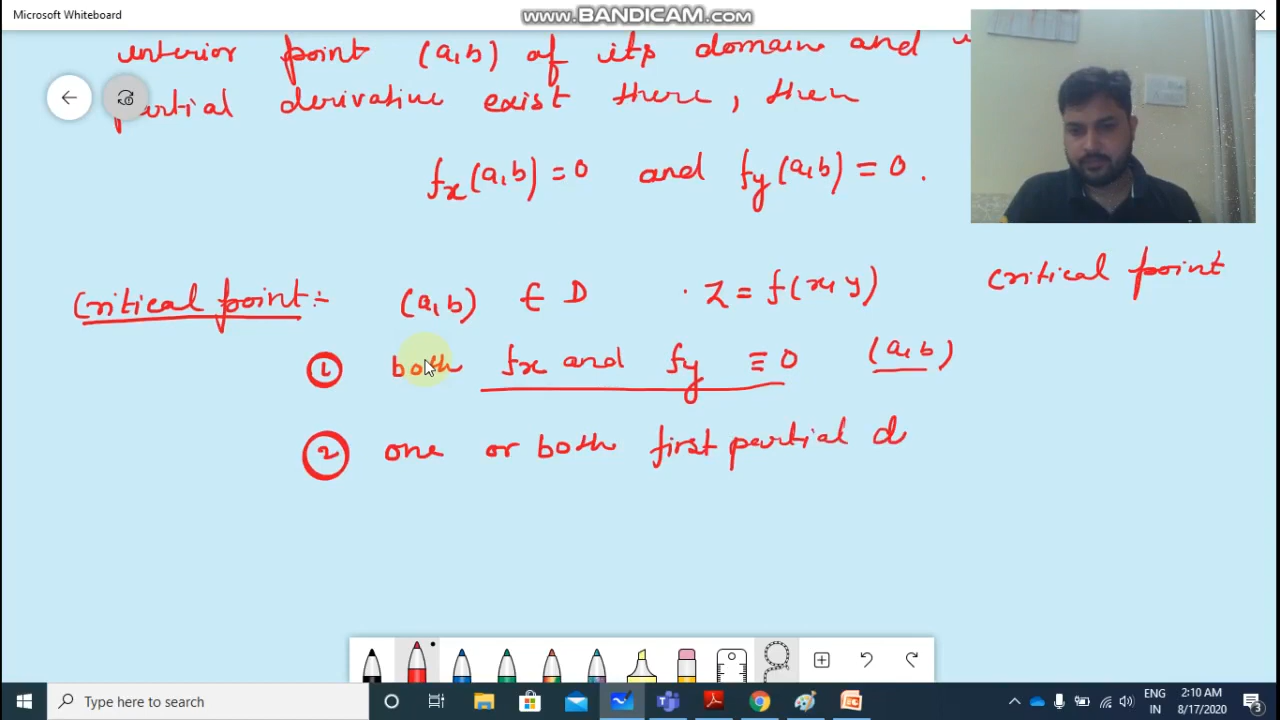 Microsoft Whiteboard
www.BANDICAM.com
interior point (a,b) of its domain and
partial derivative exist there, then
fx(a,b) = 0 and fy(a,b) = 0.
Critical point :- (a,b) ∈ D . Z = f(x,y) critical point
① both fx and fy ≡ 0 (a,b)
② one or both first partial d
Type here to search
ENG
IN
2:10 AM
8/17/2020
3